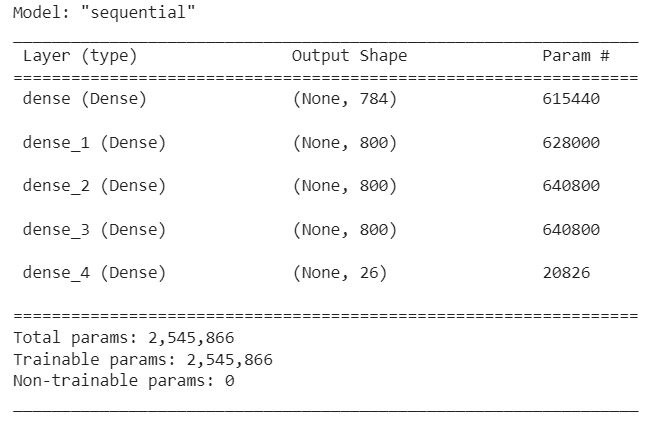 Model: "sequential"
Layer (type) Output Shape Param #
dense (Dense) (None, 784) 615440
dense_1 (Dense) (None, 800) 628000
dense_2 (Dense) (None, 800) 640800
dense_3 (Dense) (None, 800) 640800
dense_4 (Dense) (None, 26) 20826
Total params: 2,545,866
Trainable params: 2,545,866
Non-trainable params: 0